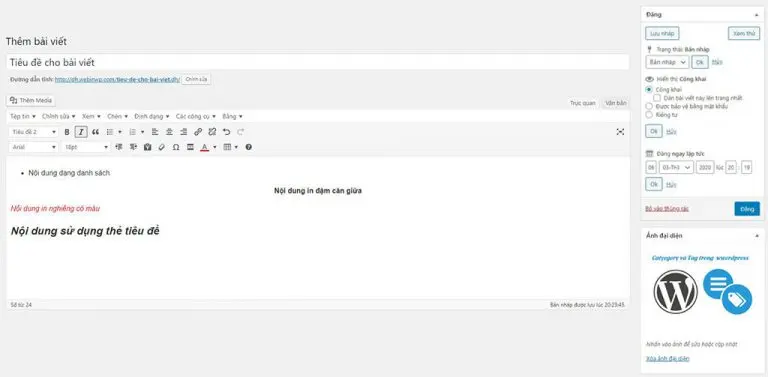 Thêm bài viết
Tiêu đề cho bài viết
Đường dẫn tĩnh: http://dh.webinwp.com/tieu-de-cho-bai-viet.dh/ Chỉnh sửa
Thêm Media
Trực quan Văn bản
Tệp tin Chỉnh sửa Xem Chèn Định dạng Các công cụ Bảng
Tiêu đề 2 B I
Arial 18pt
Nội dung dạng danh sách
Nội dung in đậm căn giữa
Nội dung in nghiêng có màu
Nội dung sử dụng thẻ tiêu đề
Số từ: 24
Bản nháp được lưu lúc 20:29:45.
Đăng
Lưu nháp Xem thử
Trạng thái: Bản nháp
Bản nháp Ok Hủy
Hiển thị: Công khai
Công khai
Dán bài viết này lên trang nhất
Được bảo vệ bằng mật khẩu
Riêng tư
Ok Hủy
Đăng ngay lập tức
06 03-Th3 2020 lúc 20 : 19
Ok Hủy
Bỏ vào thùng rác Đăng
Ảnh đại diện
Category và Tag trong wordpress
Nhấn vào ảnh để sửa hoặc cập nhật
Xóa ảnh đại diện